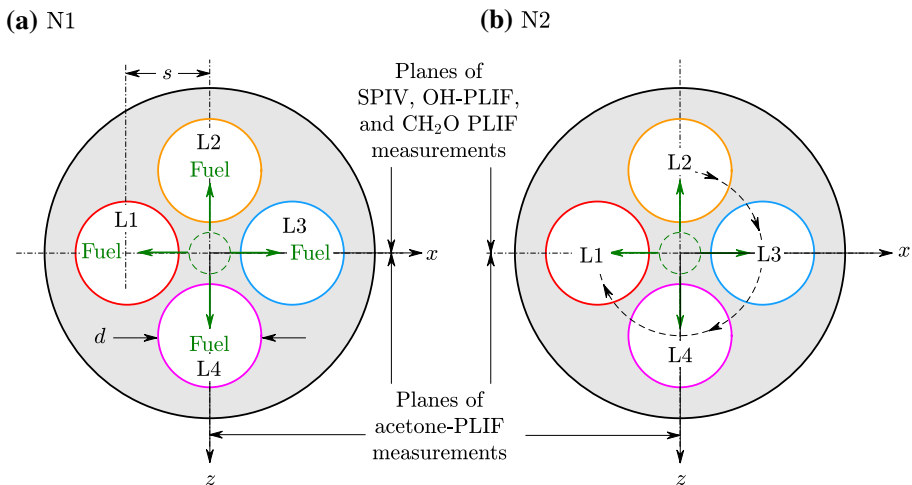 (a) N1
(b) N2
s
Planes of
SPIV, OH-PLIF,
and CH₂O PLIF
measurements
L2
Fuel
L1
Fuel
L3
Fuel
x
d
Fuel
L4
z
L2
L1
L3
x
L4
z
Planes of
acetone-PLIF
measurements